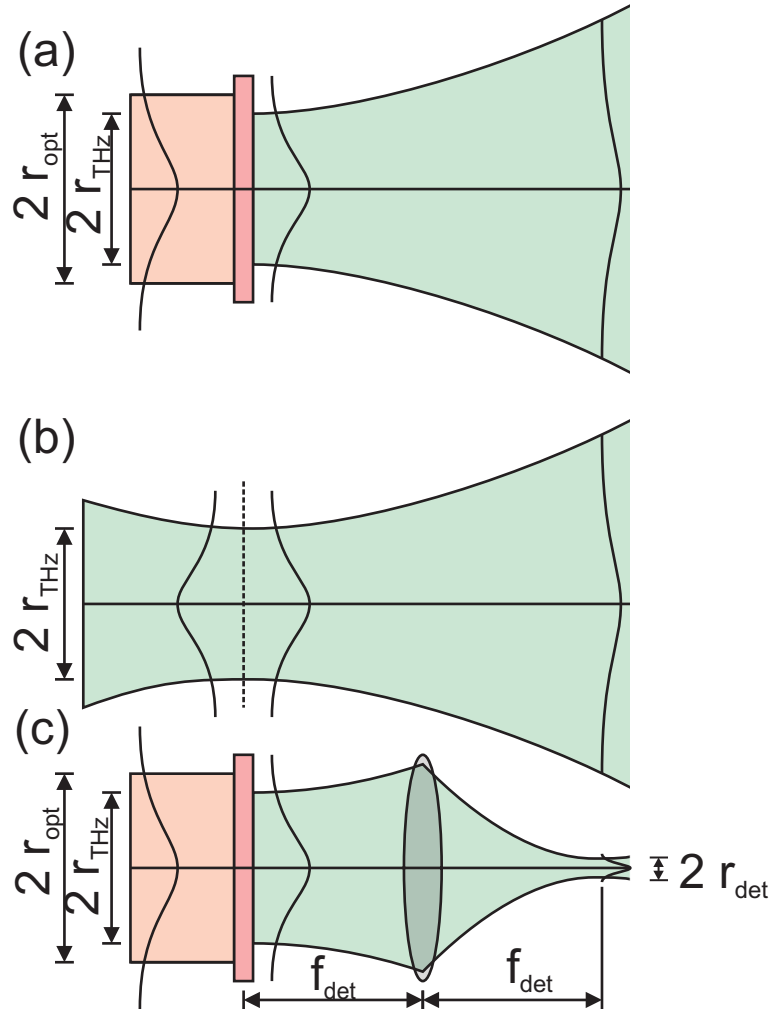 (a)
2 r_opt
2 r_THz
(b)
2 r_THz
(c)
2 r_opt
2 r_THz
2 r_det
f_det
f_det